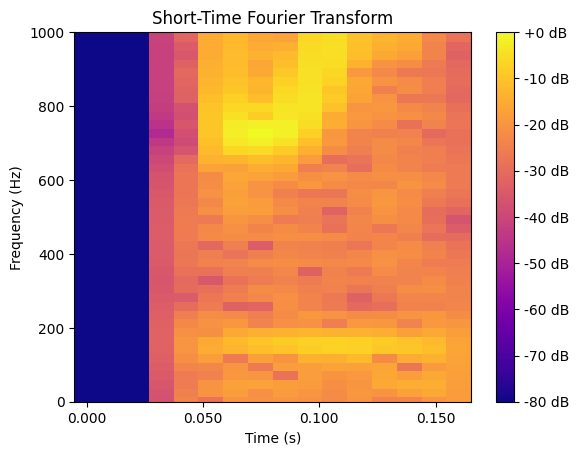 Short-Time Fourier Transform
1000
800
600
400
200
0
Frequency (Hz)
0.000
0.050
0.100
0.150
Time (s)
+0 dB
-10 dB
-20 dB
-30 dB
-40 dB
-50 dB
-60 dB
-70 dB
-80 dB